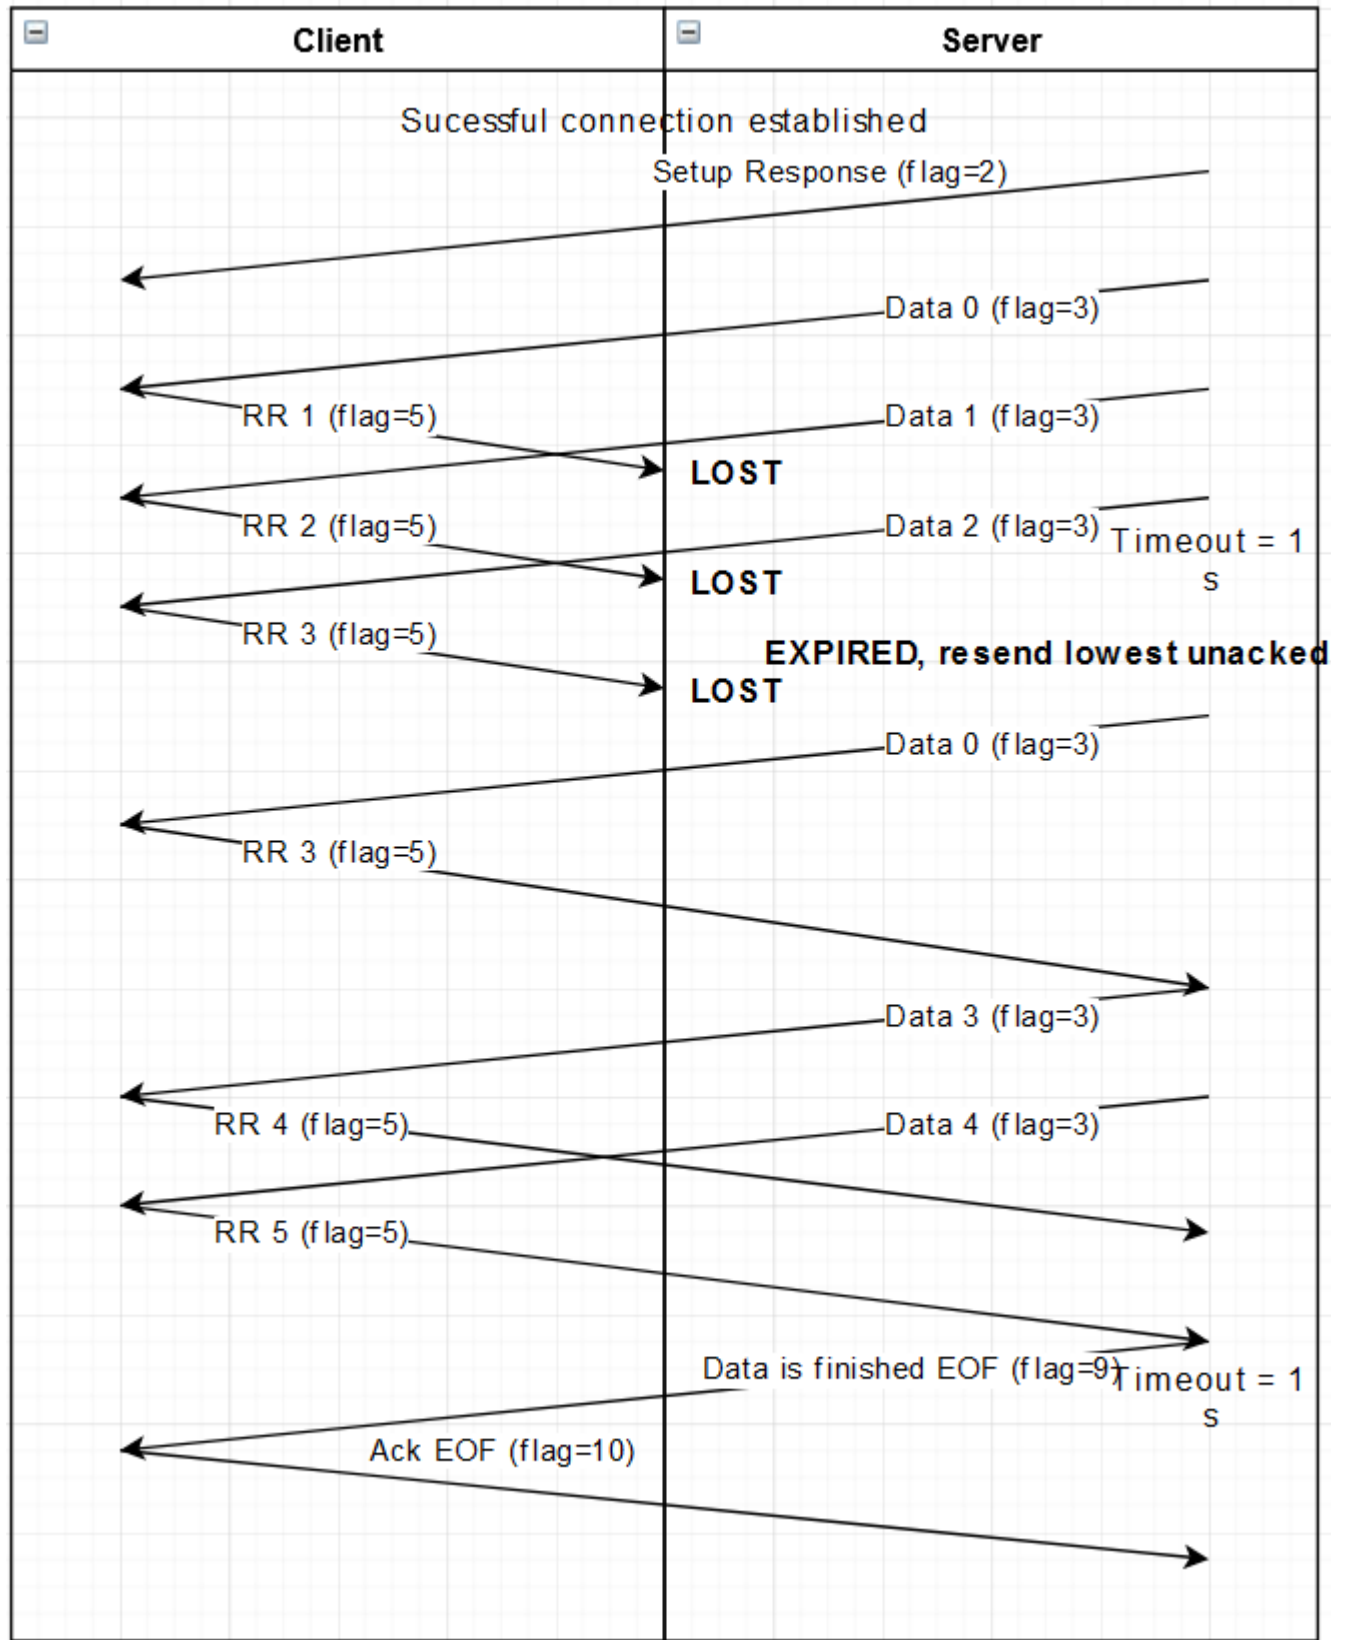 Client
Server
Sucessful connection established
Setup Response (flag=2)
Data 0 (flag=3)
RR 1 (flag=5)
Data 1 (flag=3)
LOST
RR 2 (flag=5)
Data 2 (flag=3)
Timeout = 1
s
LOST
RR 3 (flag=5)
EXPIRED, resend lowest unacked
LOST
Data 0 (flag=3)
RR 3 (flag=5)
Data 3 (flag=3)
RR 4 (flag=5)
Data 4 (flag=3)
RR 5 (flag=5)
Data is finished EOF (flag=9)
Timeout = 1
s
Ack EOF (flag=10)